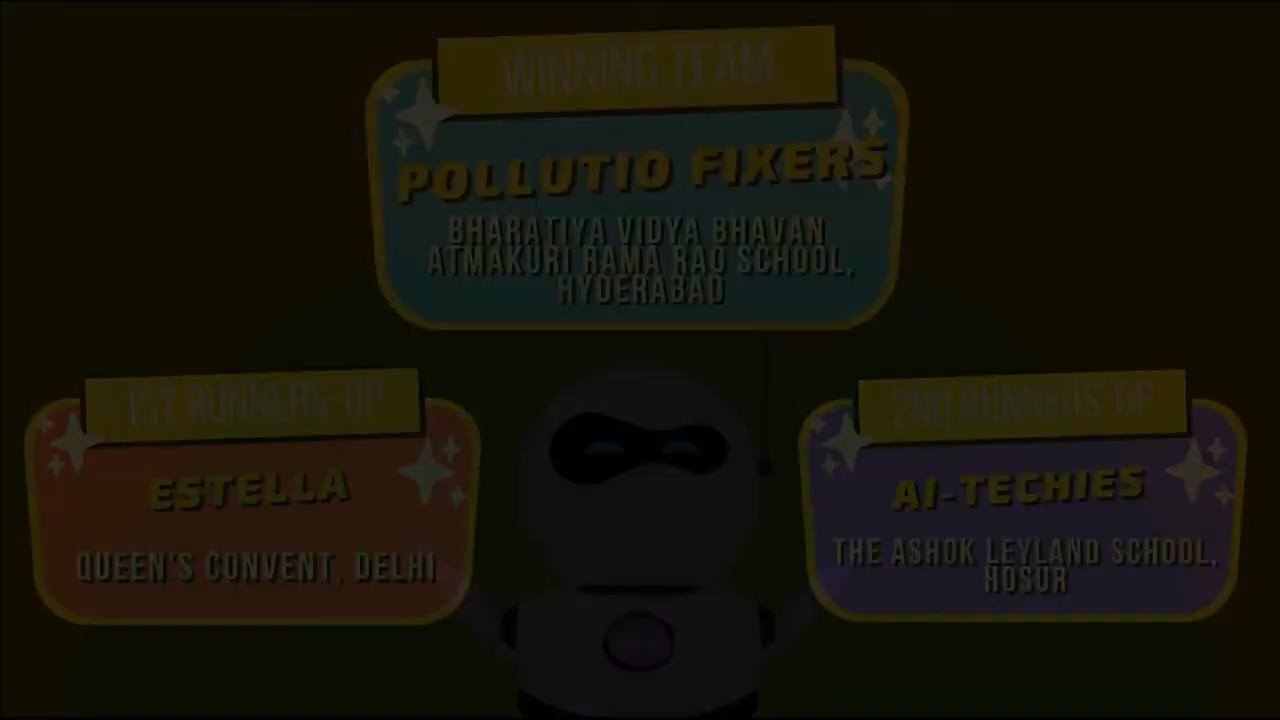 WINNING TEAM
POLLUTIO FIXERS
BHARATIYA VIDYA BHAVAN
ATMAKURI RAMA RAO SCHOOL,
HYDERABAD
1ST RUNNERS-UP
ESTELLA
QUEEN'S CONVENT, DELHI
2ND RUNNERS-UP
AI-TECHIES
THE ASHOK LEYLAND SCHOOL,
HOSUR